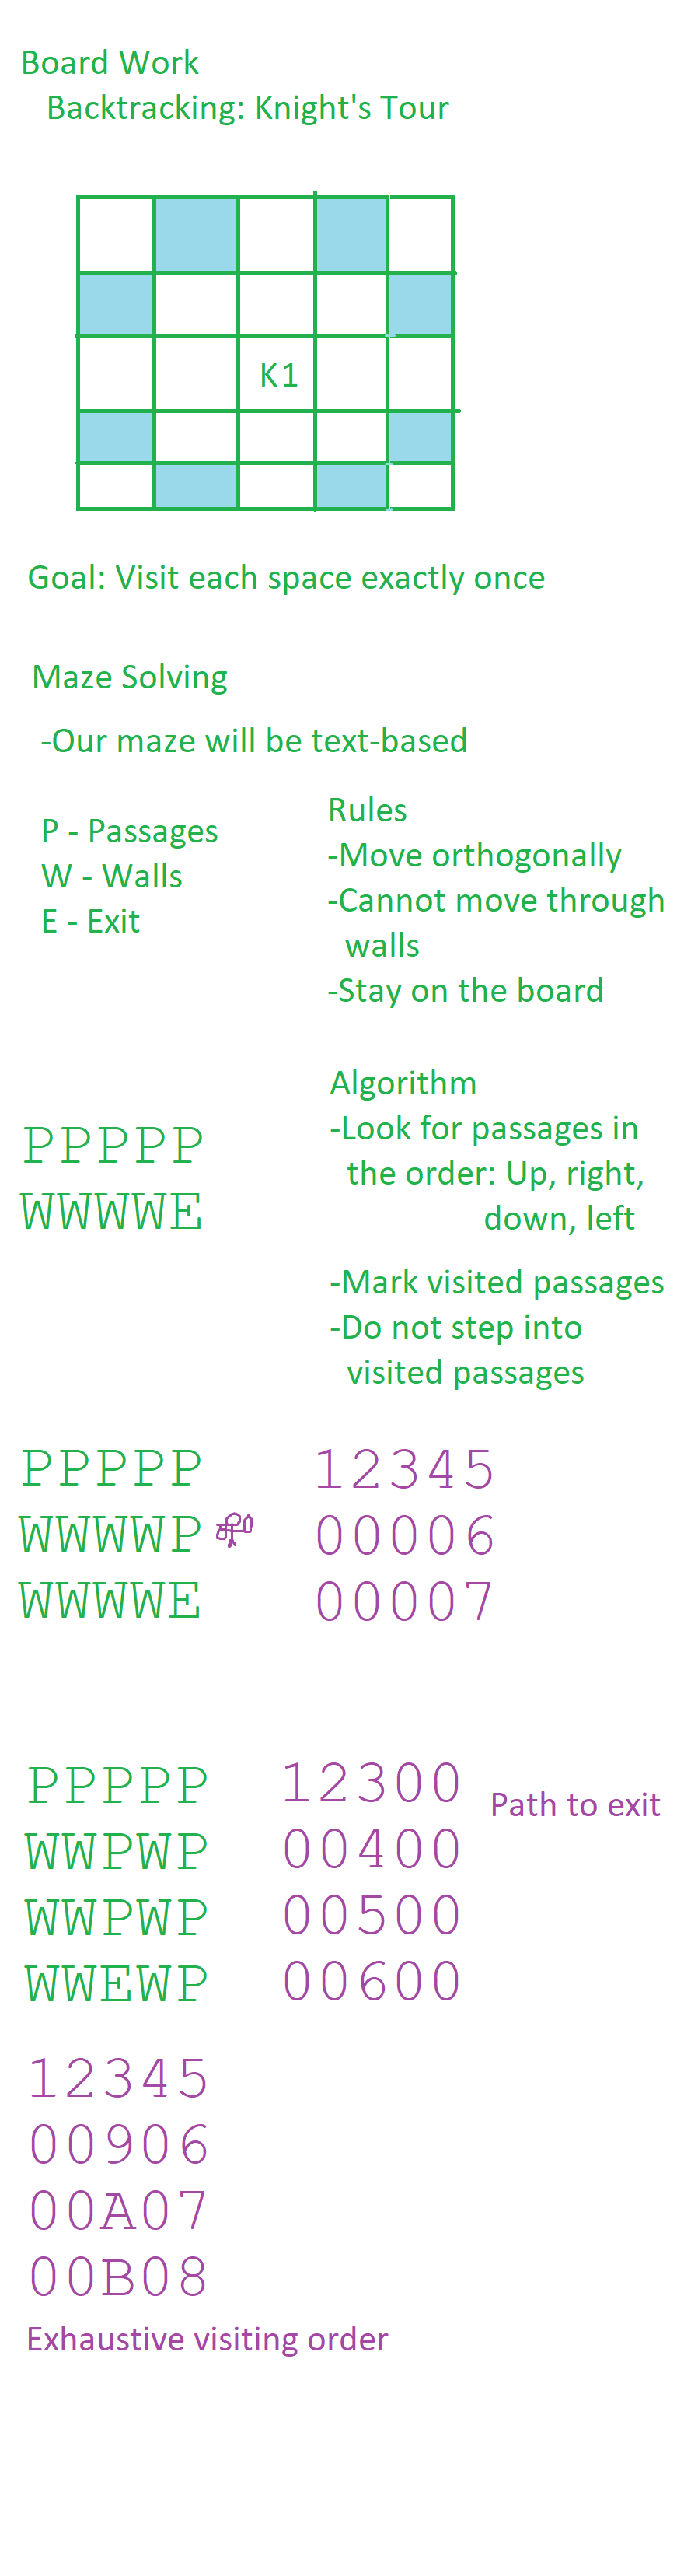 Board Work
Backtracking: Knight's Tour
K1
Goal: Visit each space exactly once
Maze Solving
-Our maze will be text-based
P - Passages
W - Walls
E - Exit
Rules
-Move orthogonally
-Cannot move through
walls
-Stay on the board
PPPPP
WWWWE
Algorithm
-Look for passages in
the order: Up, right,
down, left
-Mark visited passages
-Do not step into
visited passages
PPPPP
WWWWP
WWWWE
12345
00006
00007
PPPPP
WWPWP
WWPWP
WWEWP
12300
00400
00500
00600
Path to exit
12345
00906
00A07
00B08
Exhaustive visiting order